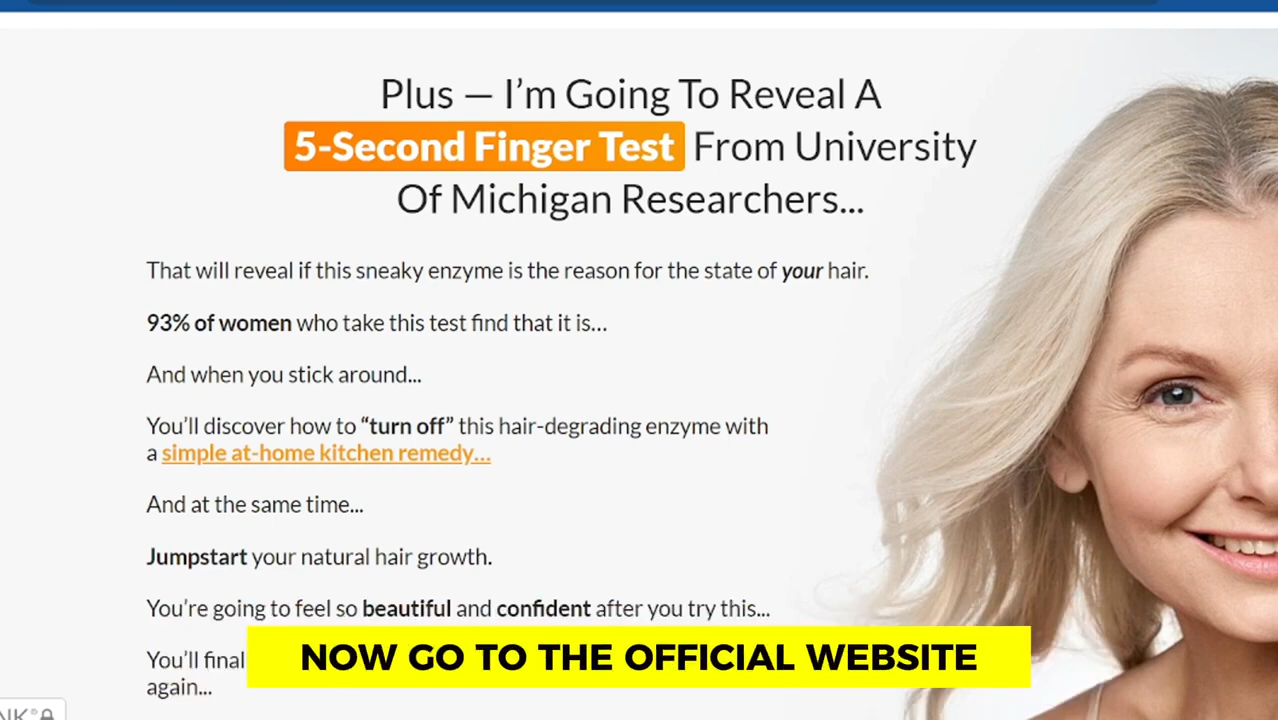 Plus — I’m Going To Reveal A
5-Second Finger Test From University
Of Michigan Researchers...
That will reveal if this sneaky enzyme is the reason for the state of your hair.
93% of women who take this test find that it is...
And when you stick around...
You’ll discover how to “turn off” this hair-degrading enzyme with
a simple at-home kitchen remedy...
And at the same time...
Jumpstart your natural hair growth.
You’re going to feel so beautiful and confident after you try this...
You’ll final
again...
NOW GO TO THE OFFICIAL WEBSITE